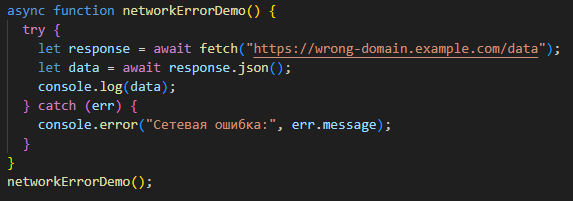 async function networkErrorDemo() {
  try {
    let response = await fetch("https://wrong-domain.example.com/data");
    let data = await response.json();
    console.log(data);
  } catch (err) {
    console.error("Сетевая ошибка:", err.message);
  }
}
networkErrorDemo();